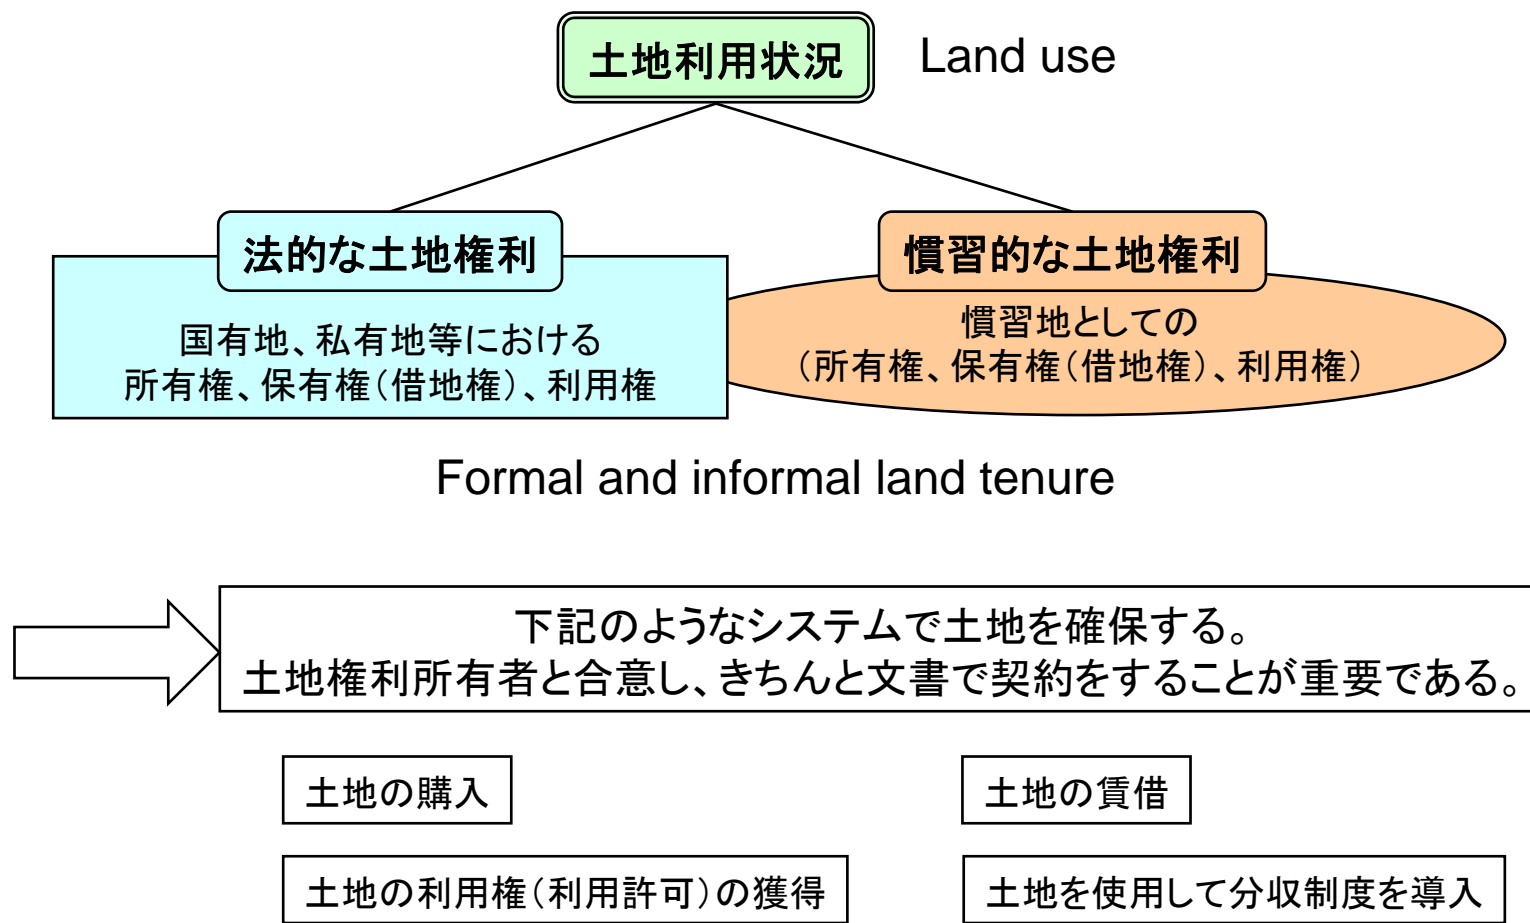 土地利用状況
Land use
法的な土地権利
慣習的な土地権利
国有地、私有地等における
所有権、保有権(借地権)、利用権
慣習地としての
(所有権、保有権(借地権)、利用権)
Formal and informal land tenure
下記のようなシステムで土地を確保する。
土地権利所有者と合意し、きちんと文書で契約をすることが重要である。
土地の購入
土地の賃借
土地の利用権(利用許可)の獲得
土地を使用して分収制度を導入